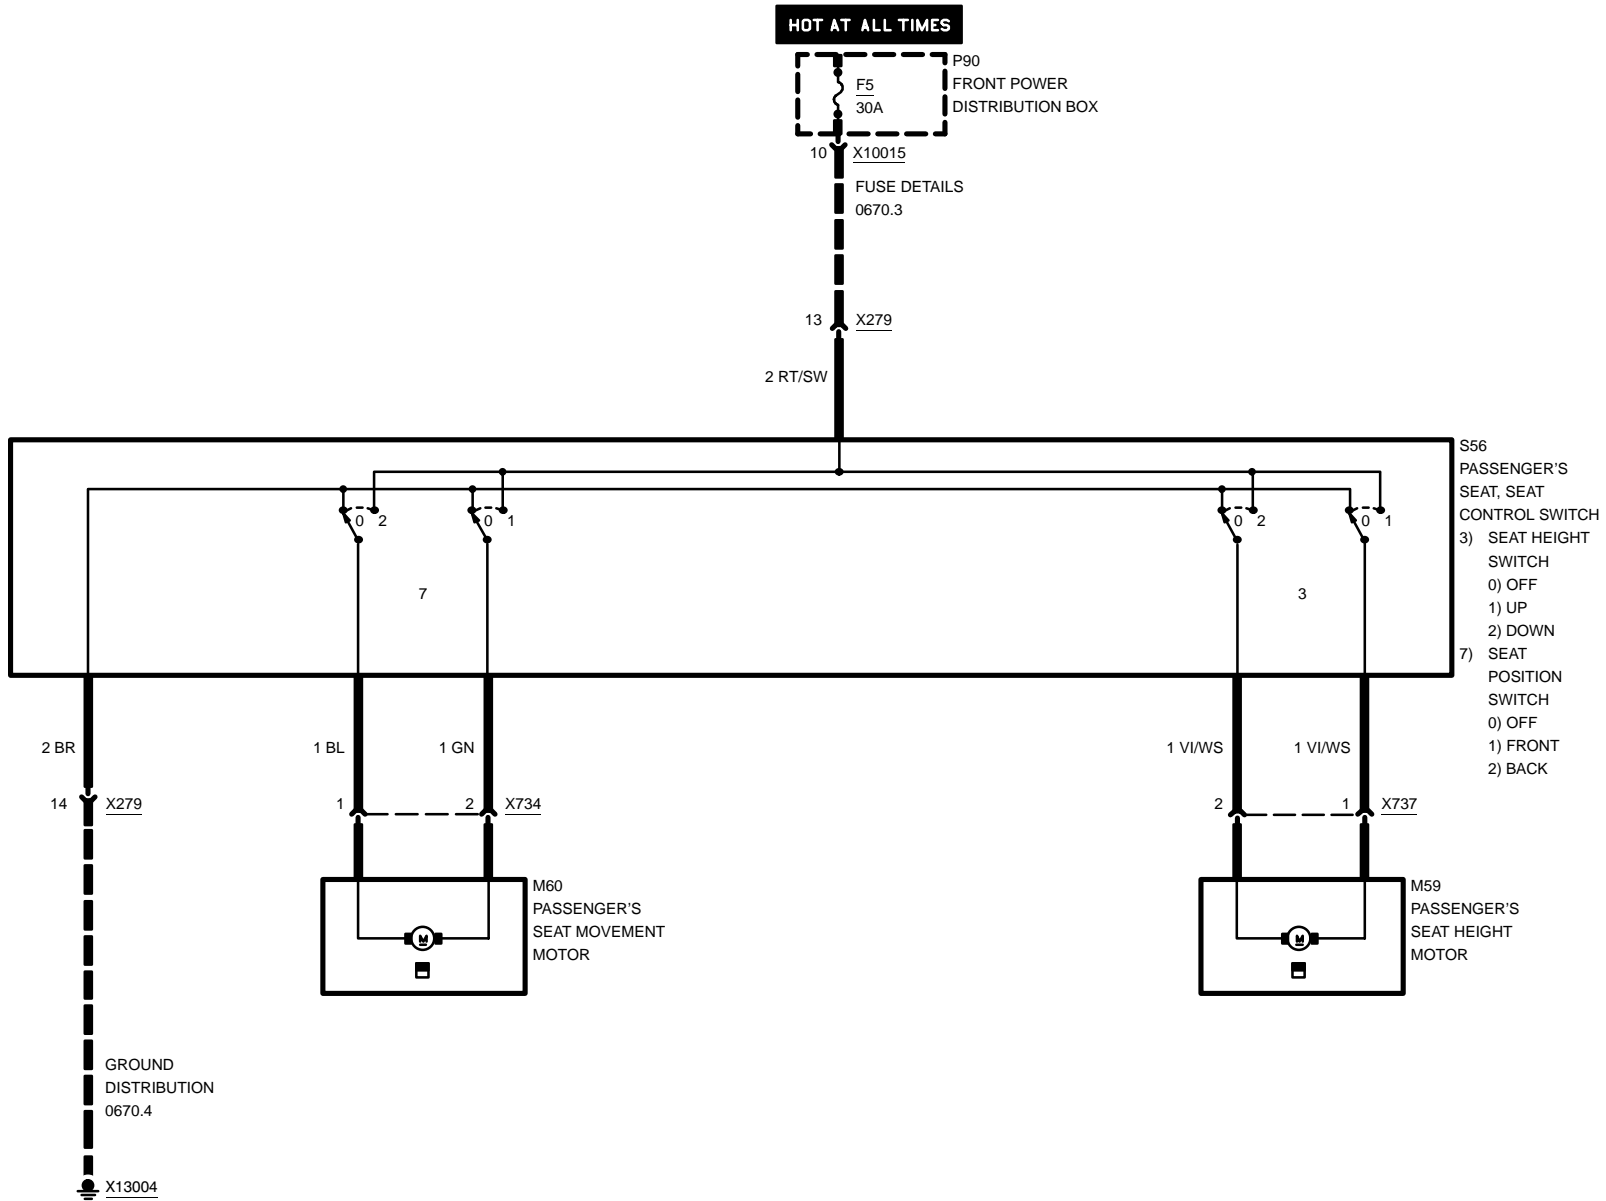 HOT AT ALL TIMES
P90
FRONT POWER
DISTRIBUTION BOX
F5
30A
10 X10015
FUSE DETAILS
0670.3
13 X279
2 RT/SW
S56
PASSENGER'S
SEAT, SEAT
CONTROL SWITCH
3) SEAT HEIGHT
SWITCH
0) OFF
1) UP
2) DOWN
7) SEAT
POSITION
SWITCH
0) OFF
1) FRONT
2) BACK
0 2 0 1 0 2 0 1
7 3
2 BR 1 BL 1 GN 1 VI/WS 1 VI/WS
14 X279 1 2 X734 2 1 X737
M60
PASSENGER'S
SEAT MOVEMENT
MOTOR
M
M59
PASSENGER'S
SEAT HEIGHT
MOTOR
M
GROUND
DISTRIBUTION
0670.4
X13004